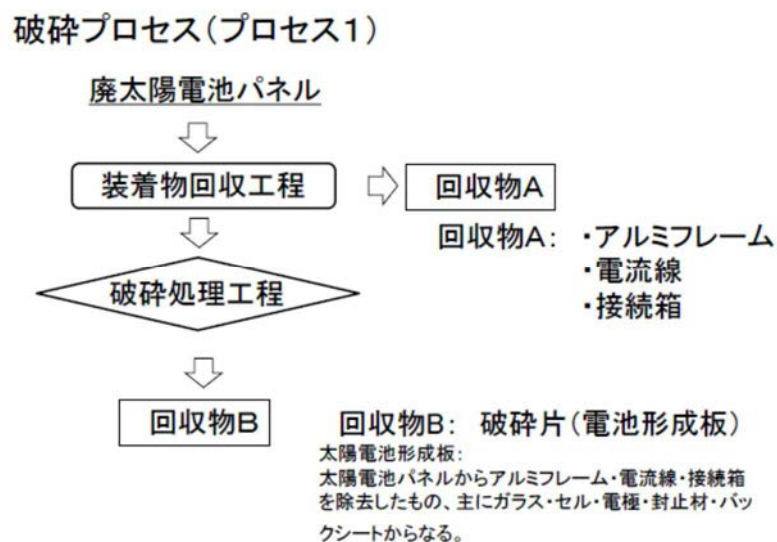 破砕プロセス(プロセス1)
廃太陽電池パネル
装着物回収工程
回収物A
回収物A: ・アルミフレーム
・電流線
・接続箱
破砕処理工程
回収物B
回収物B: 破砕片(電池形成板)
太陽電池形成板:
太陽電池パネルからアルミフレーム・電流線・接続箱
を除去したもの、主にガラス・セル・電極・封止材・バッ
クシートからなる。